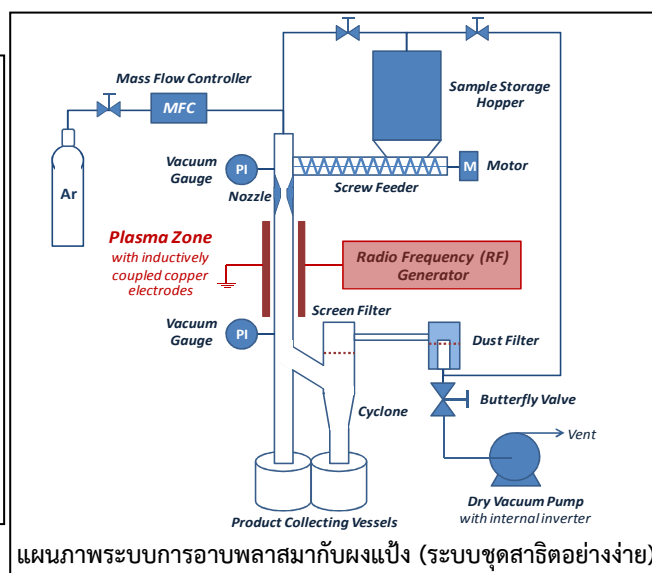 Mass Flow Controller
MFC
Ar
Sample Storage
Hopper
Vacuum
Gauge
PI
Nozzle
M
Motor
Screw Feeder
Plasma Zone
with inductively
coupled copper
electrodes
Radio Frequency (RF)
Generator
Screen Filter
Vacuum
Gauge
PI
Dust Filter
Cyclone
Butterfly Valve
Vent
Dry Vacuum Pump
with internal inverter
Product Collecting Vessels
แผนภาพระบบการอาบพลาสมากับผงแป้ง (ระบบชุดสาธิตอย่างง่าย)